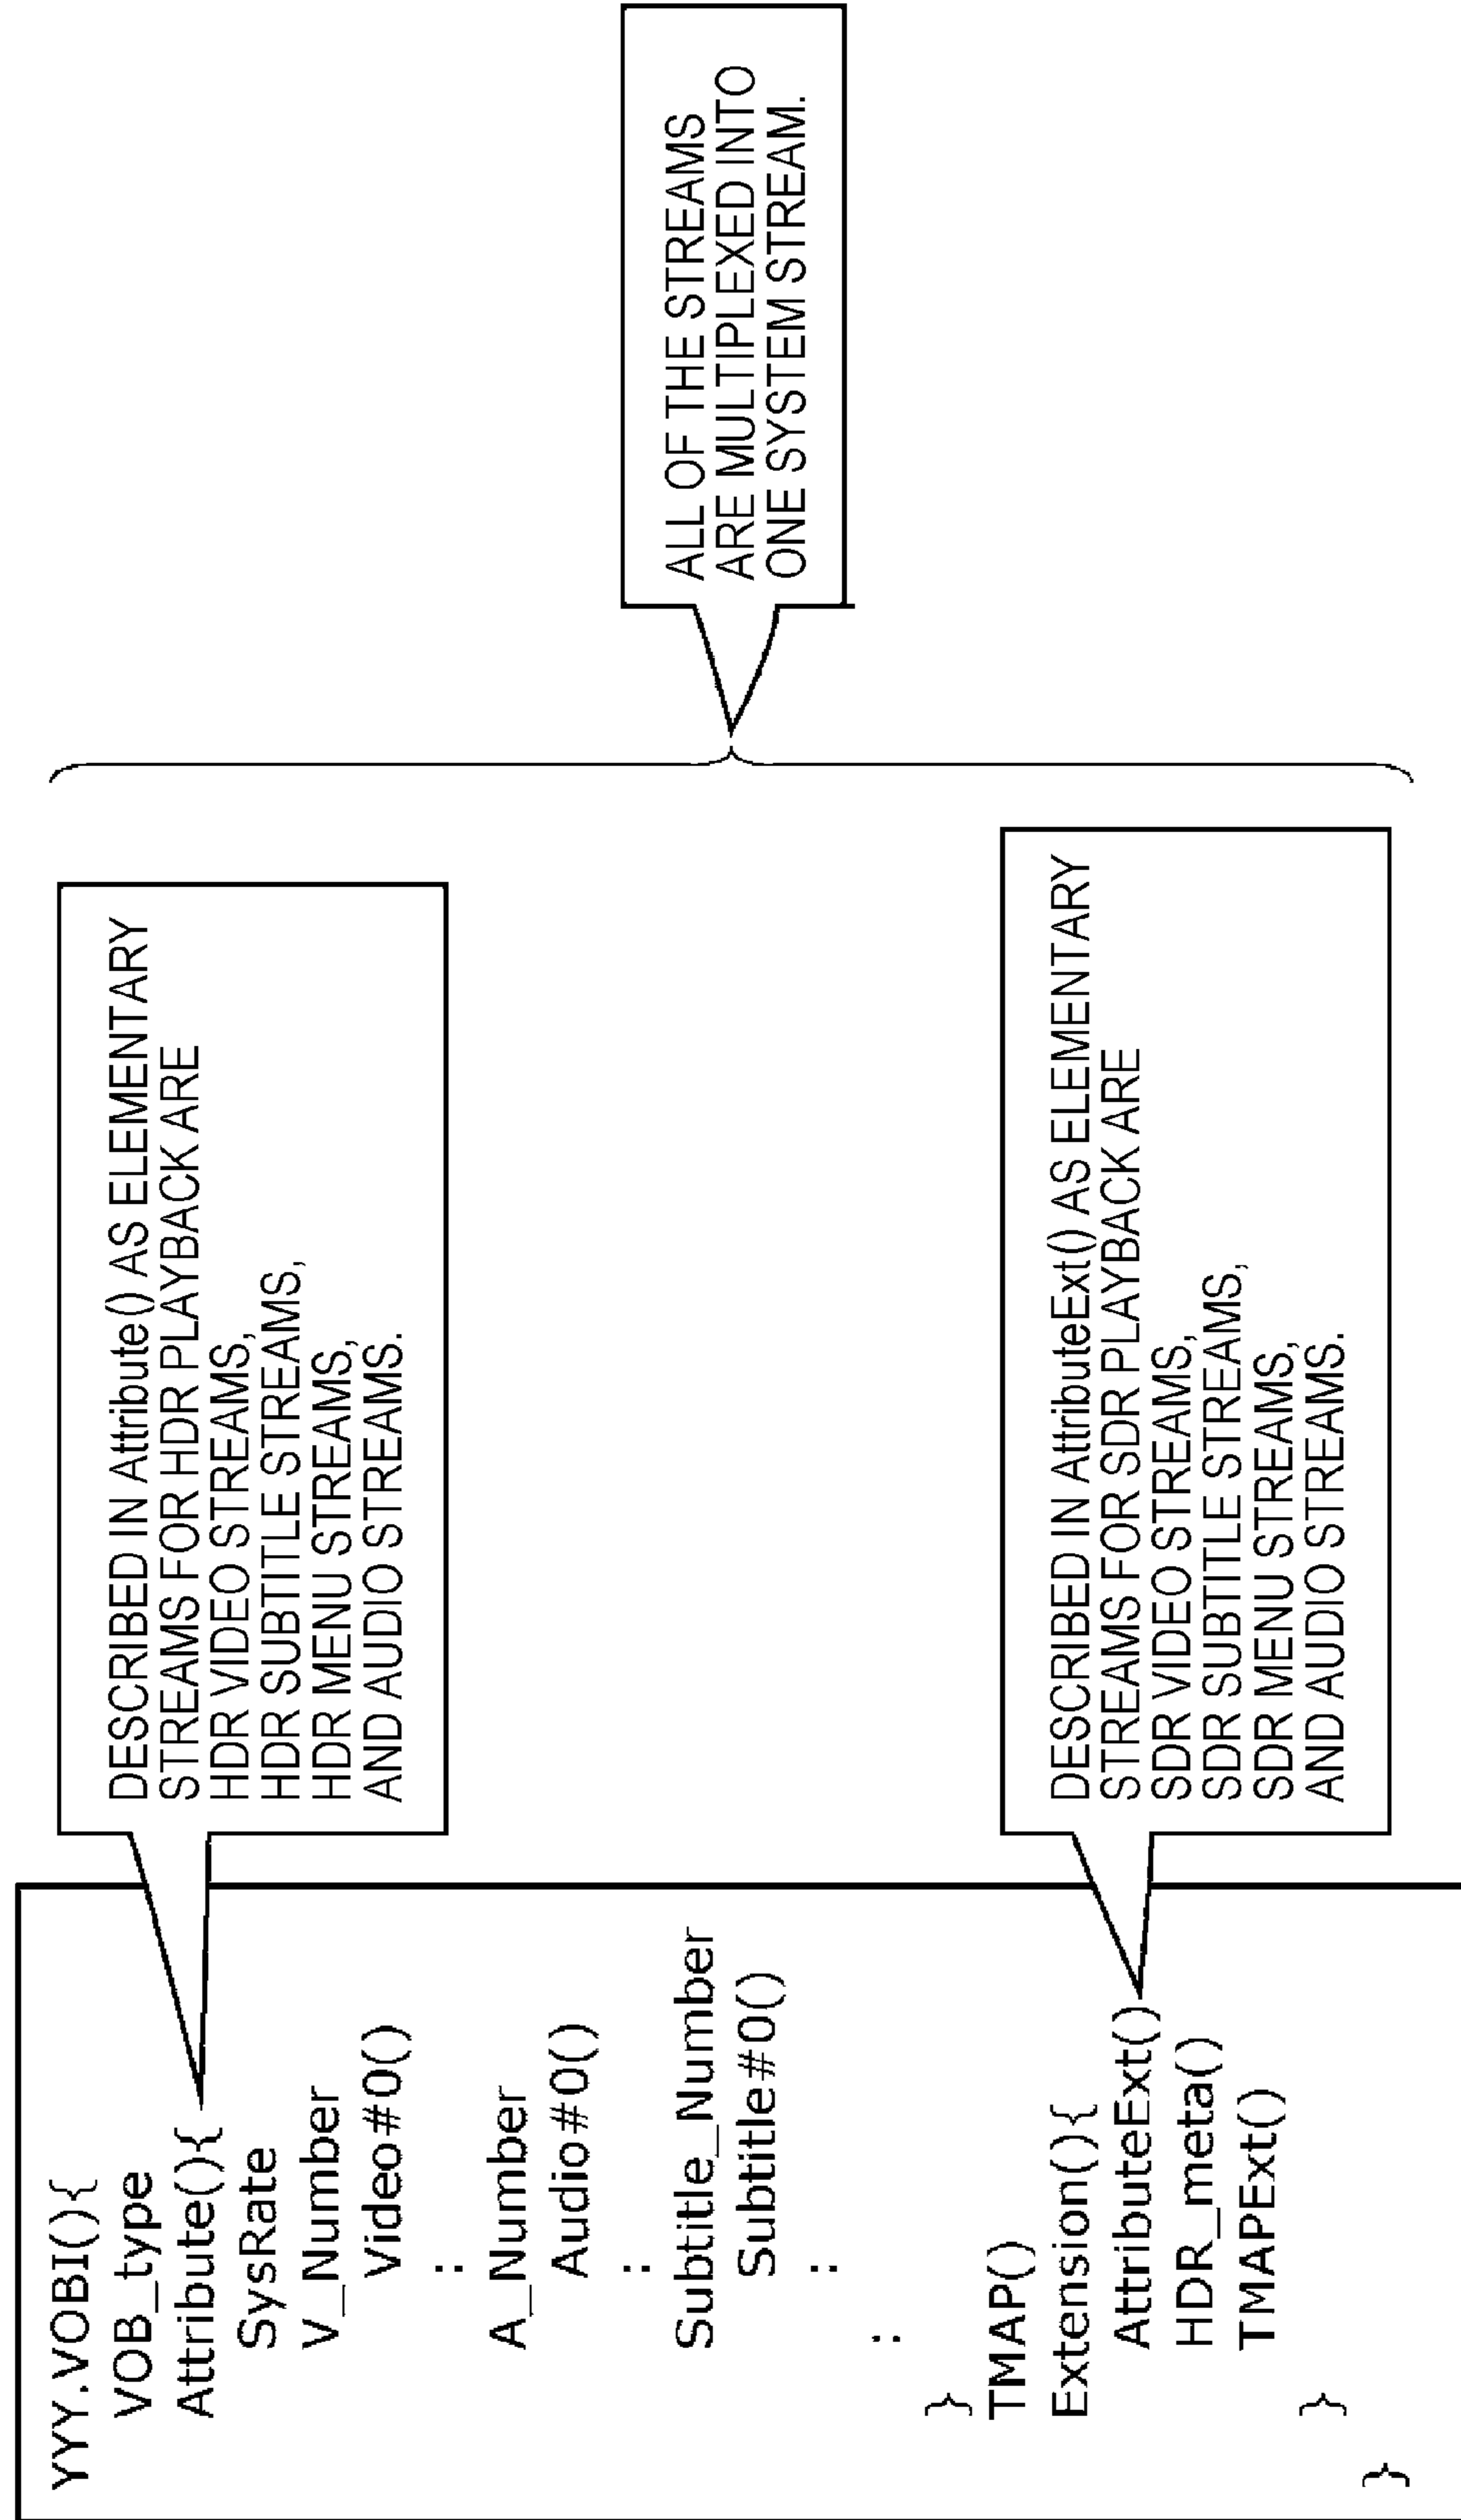 YYY.VOBI(){
VOB_type
Attribute(){
SysRate
V_Number
Video#0()
:
A_Number
Audio#0()
:
Subtitle_Number
Subtitle#0()
:
:
}
TMAP()
Extension(){
AttributeExt()
HDR_meta()
TMAPExt()
}
}
DESCRIBED IN Attribute() AS ELEMENTARY
STREAMS FOR HDR PLAYBACK ARE
HDR VIDEO STREAMS,
HDR SUBTITLE STREAMS,
HDR MENU STREAMS,
AND AUDIO STREAMS.
DESCRIBED IN AttributeExt() AS ELEMENTARY
STREAMS FOR SDR PLAYBACK ARE
SDR VIDEO STREAMS,
SDR SUBTITLE STREAMS,
SDR MENU STREAMS,
AND AUDIO STREAMS.
ALL OF THE STREAMS
ARE MULTIPLEXED INTO
ONE SYSTEM STREAM.